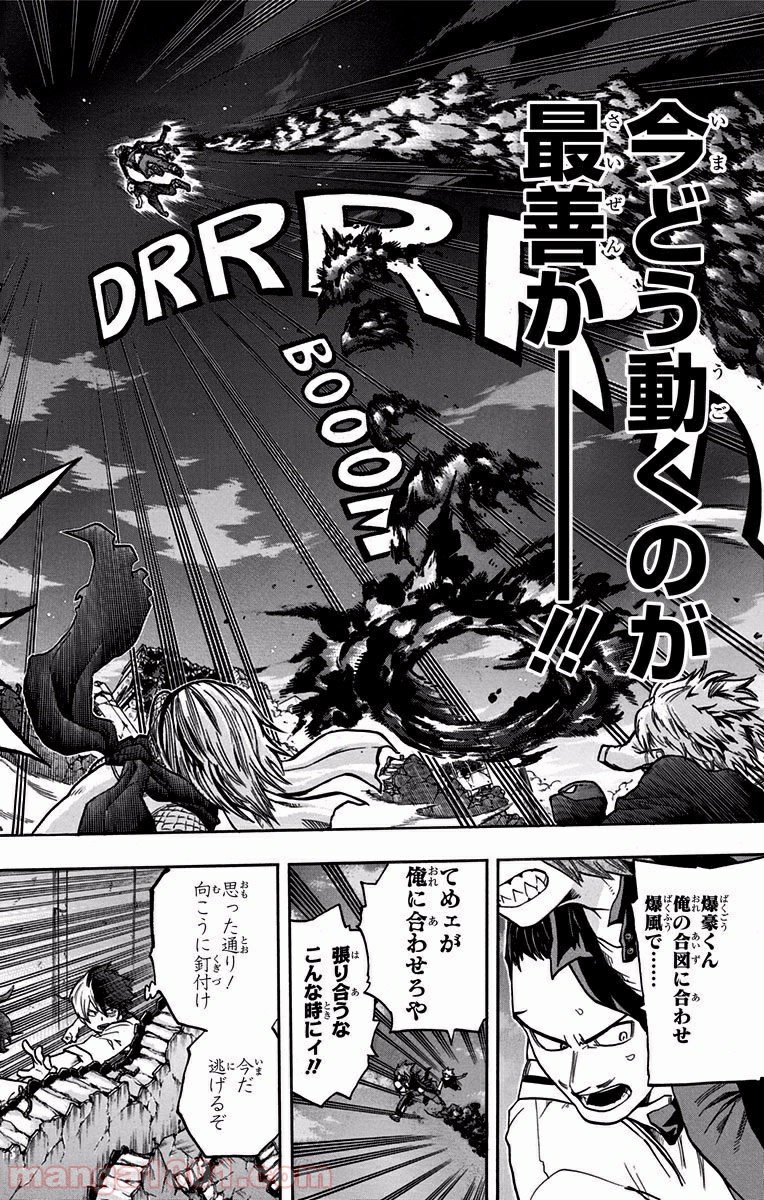 今どう動くのが
最善か――!!
DRRRR
BOOOM
爆豪くん
俺の合図に合わせ
爆風で……
てめェが
俺に合わせろや
張り合うな
こんな時にィ!!
思った通り!
向こうに釘付け
今だ
逃げるぞ